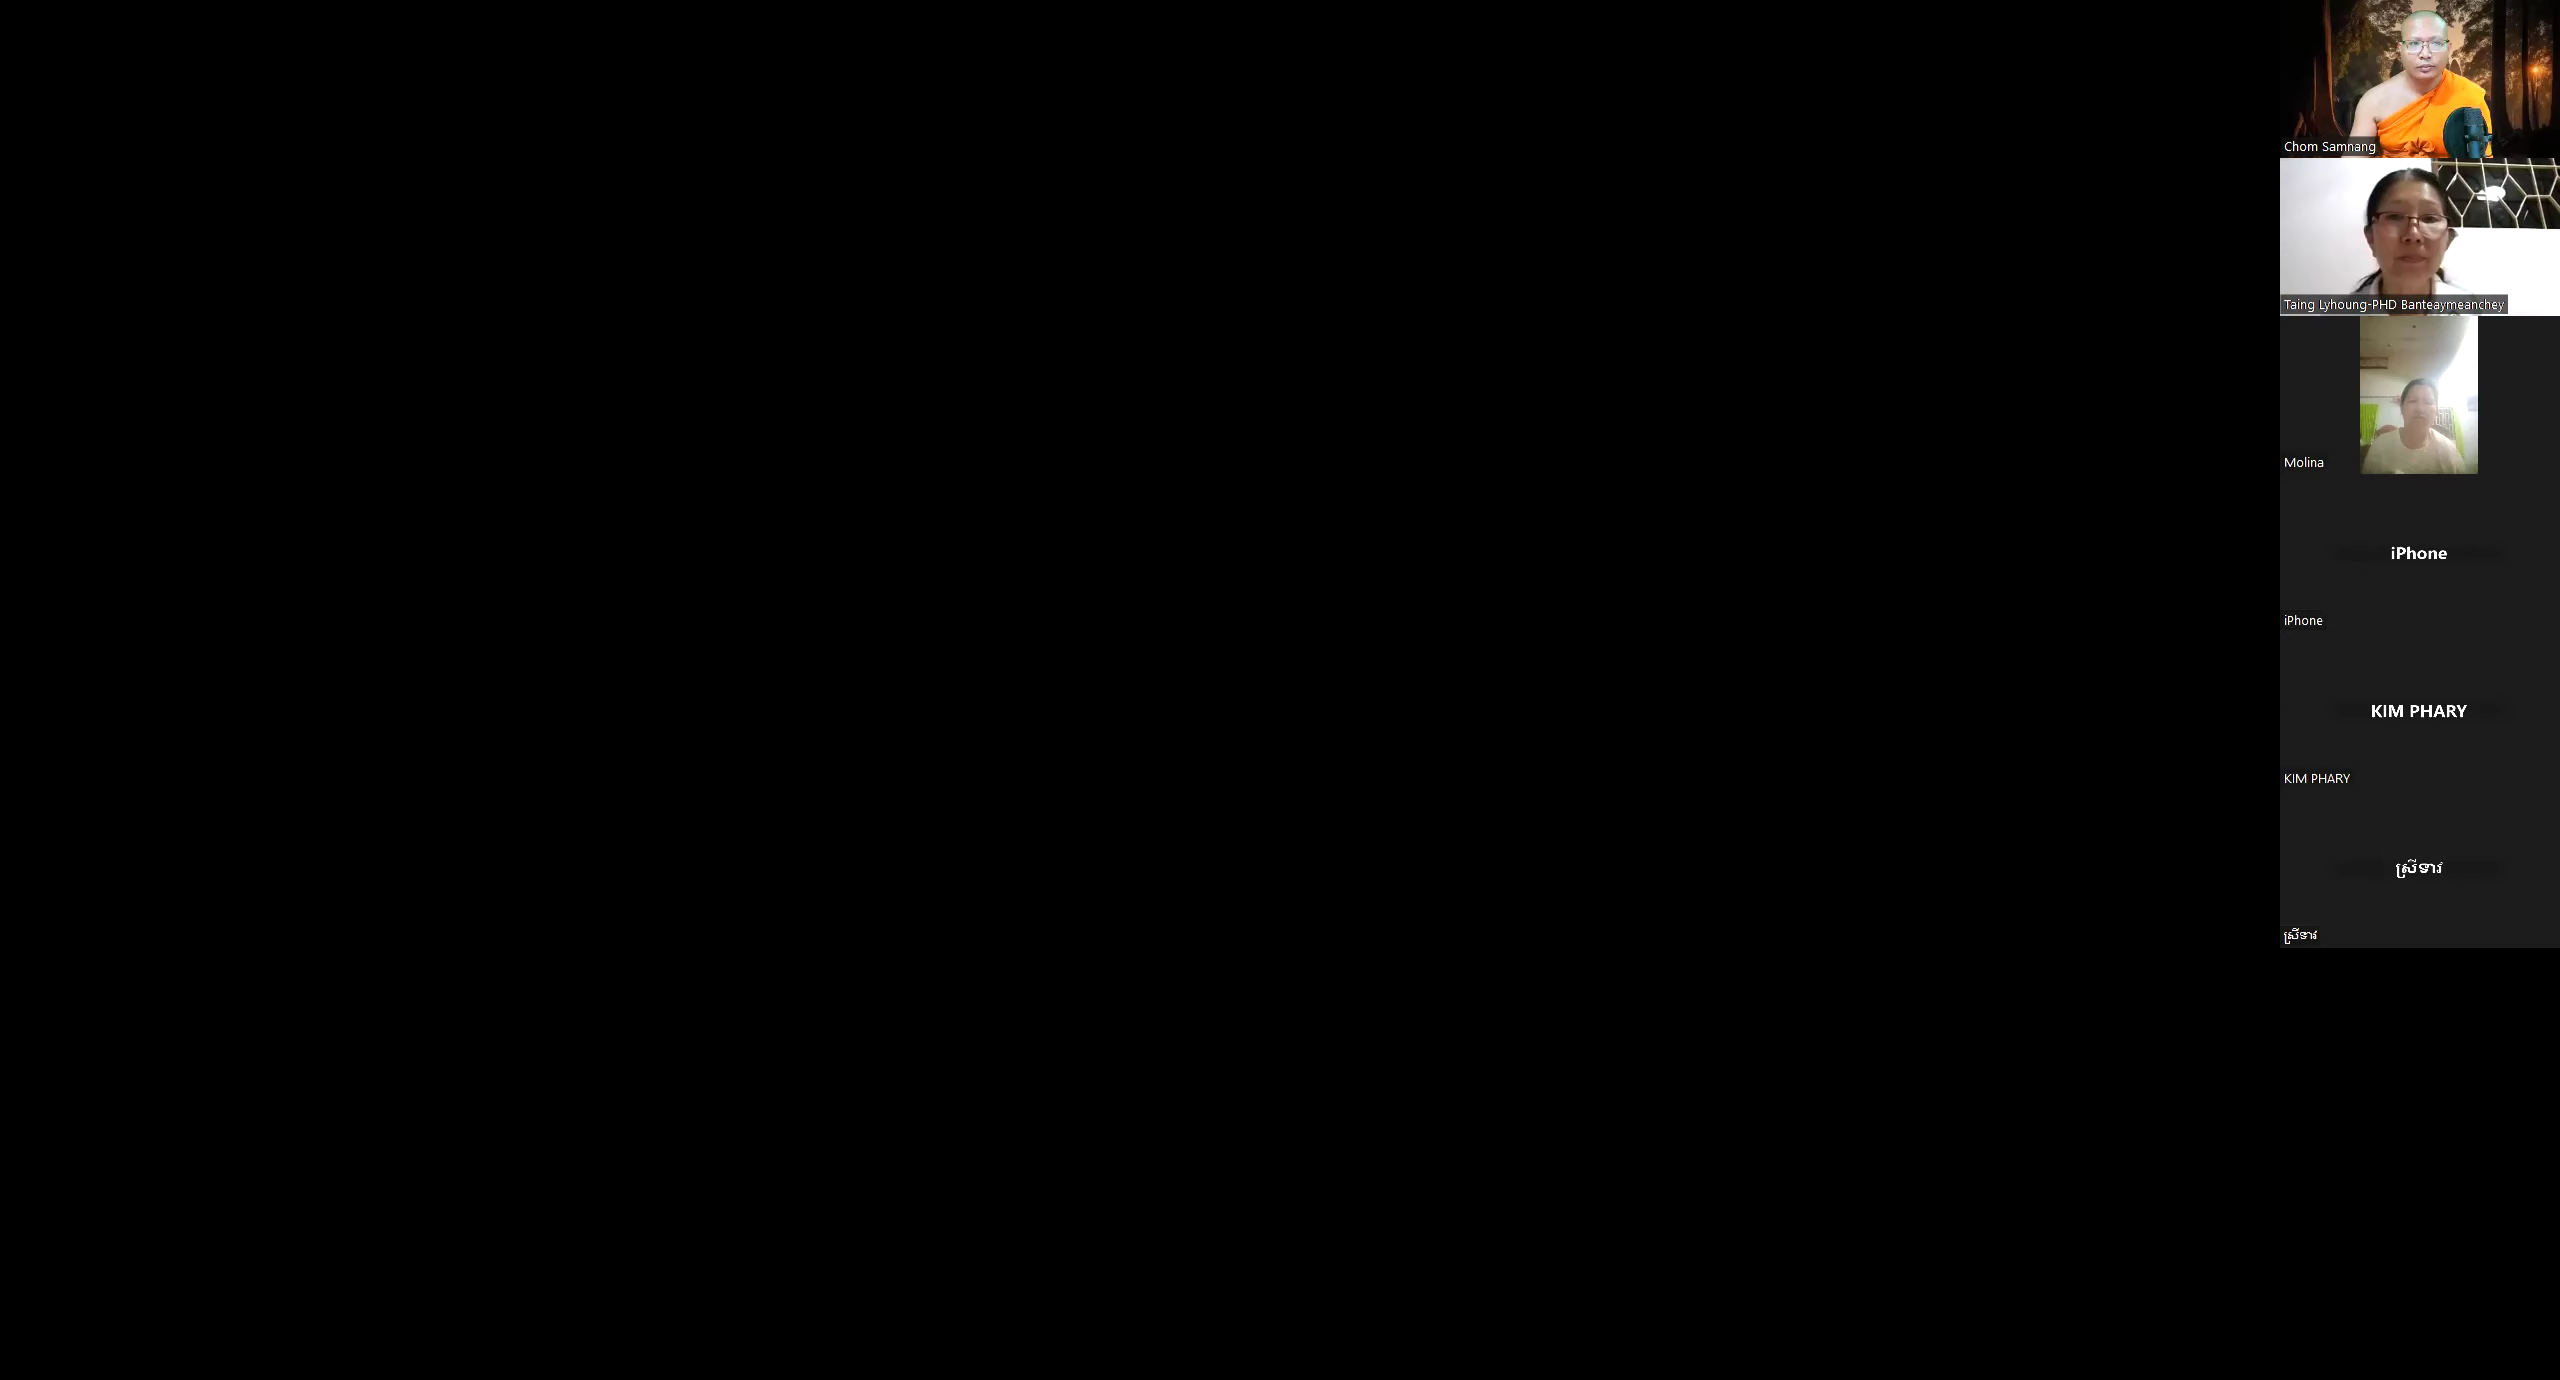 Chom Samnang
Taing Lyhoung-PHD Banteaymeanchey
Molina
iPhone
iPhone
KIM PHARY
KIM PHARY
ស្រីទាវ
ស្រីទាវ